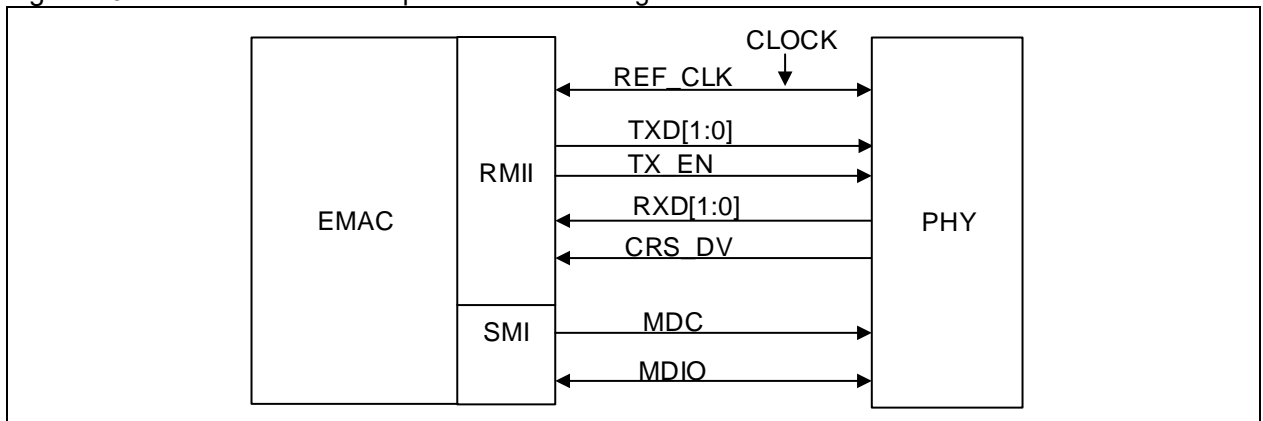 CLOCK
REF_CLK
TXD[1:0]
TX_EN
RMII
RXD[1:0]
EMAC
PHY
CRS_DV
MDC
SMI
MDIO